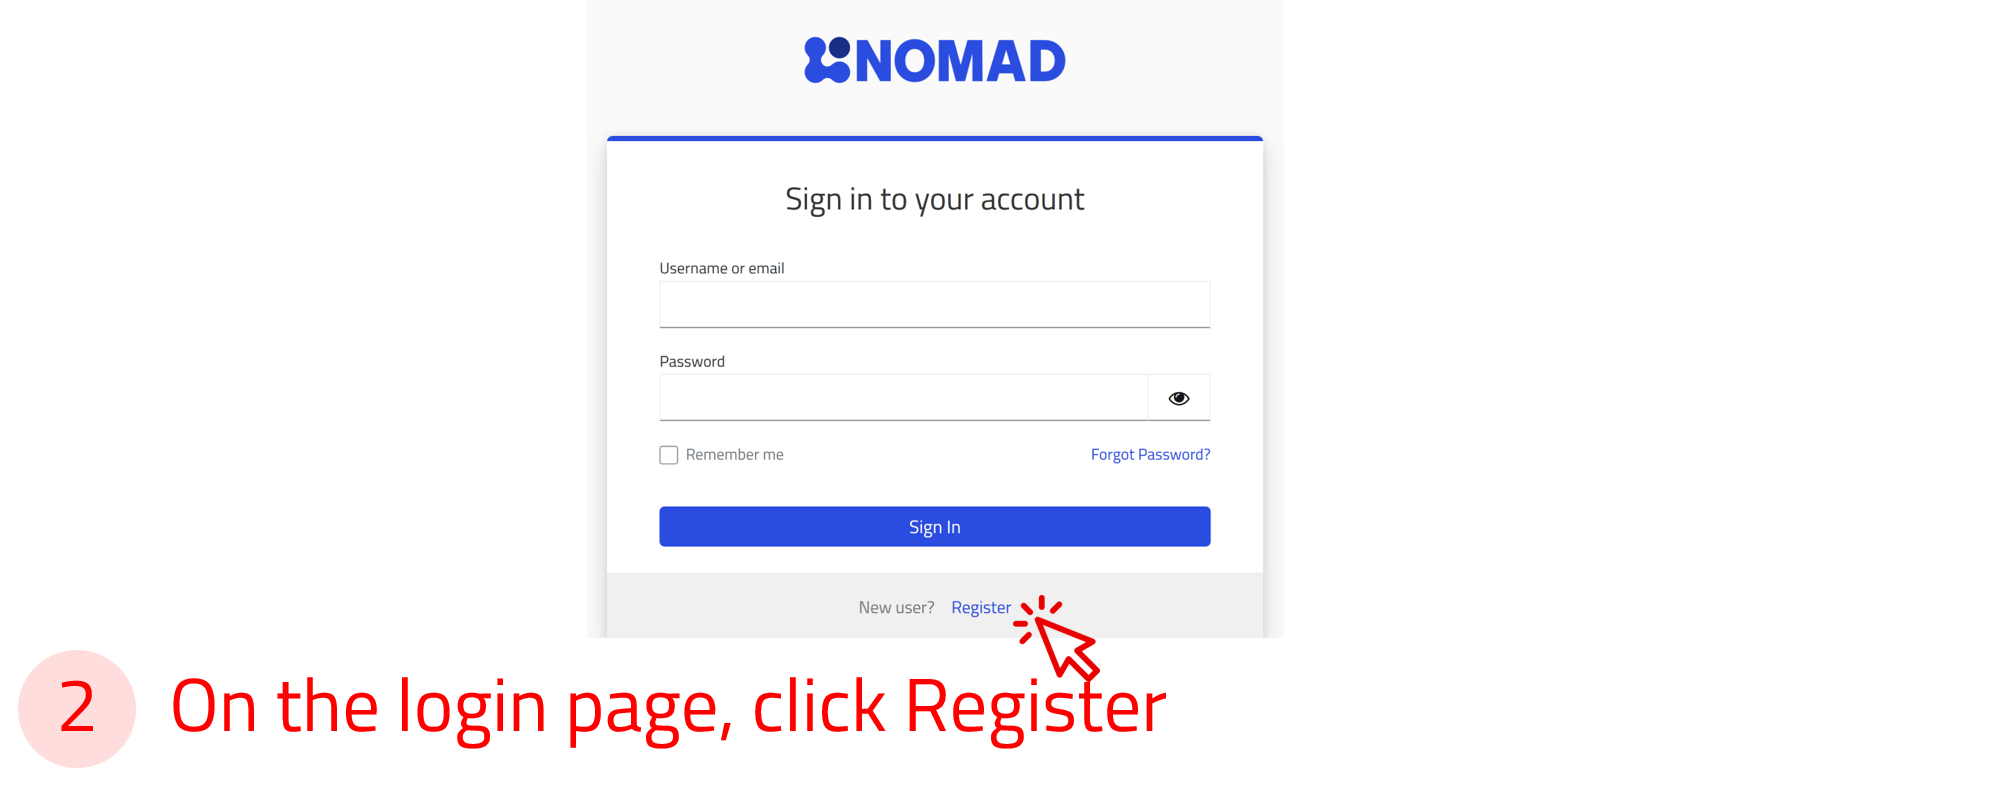 NOMAD
Sign in to your account
Username or email
Password
Remember me Forgot Password?
Sign In
New user? Register
2 On the login page, click Register